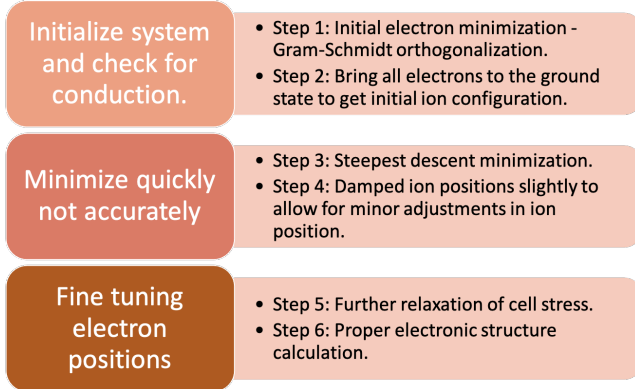 Initialize system
and check for
conduction.
• Step 1: Initial electron minimization -
Gram-Schmidt orthogonalization.
• Step 2: Bring all electrons to the ground
state to get initial ion configuration.
Minimize quickly
not accurately
• Step 3: Steepest descent minimization.
• Step 4: Damped ion positions slightly to
allow for minor adjustments in ion
position.
Fine tuning
electron
positions
• Step 5: Further relaxation of cell stress.
• Step 6: Proper electronic structure
calculation.